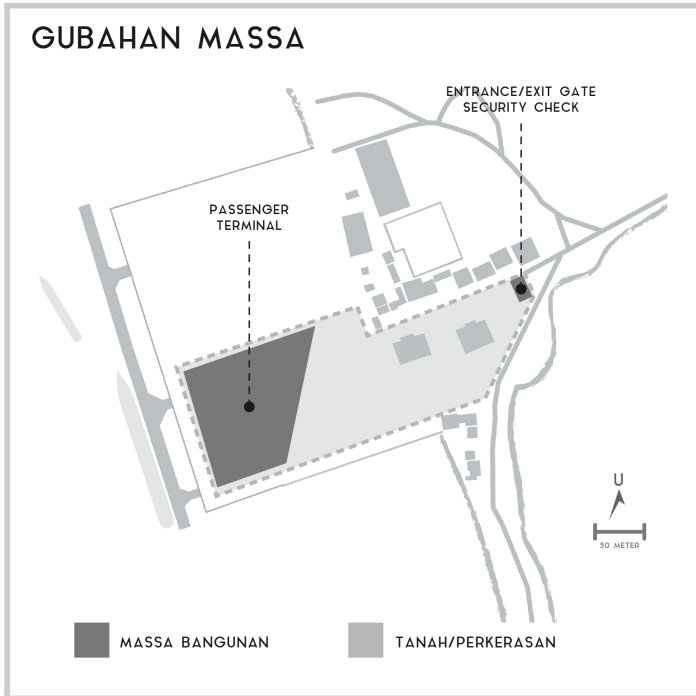 GUBAHAN MASSA
ENTRANCE/EXIT GATE
SECURITY CHECK
PASSENGER
TERMINAL
U
50 METER
MASSA BANGUNAN
TANAH/PERKERASAN